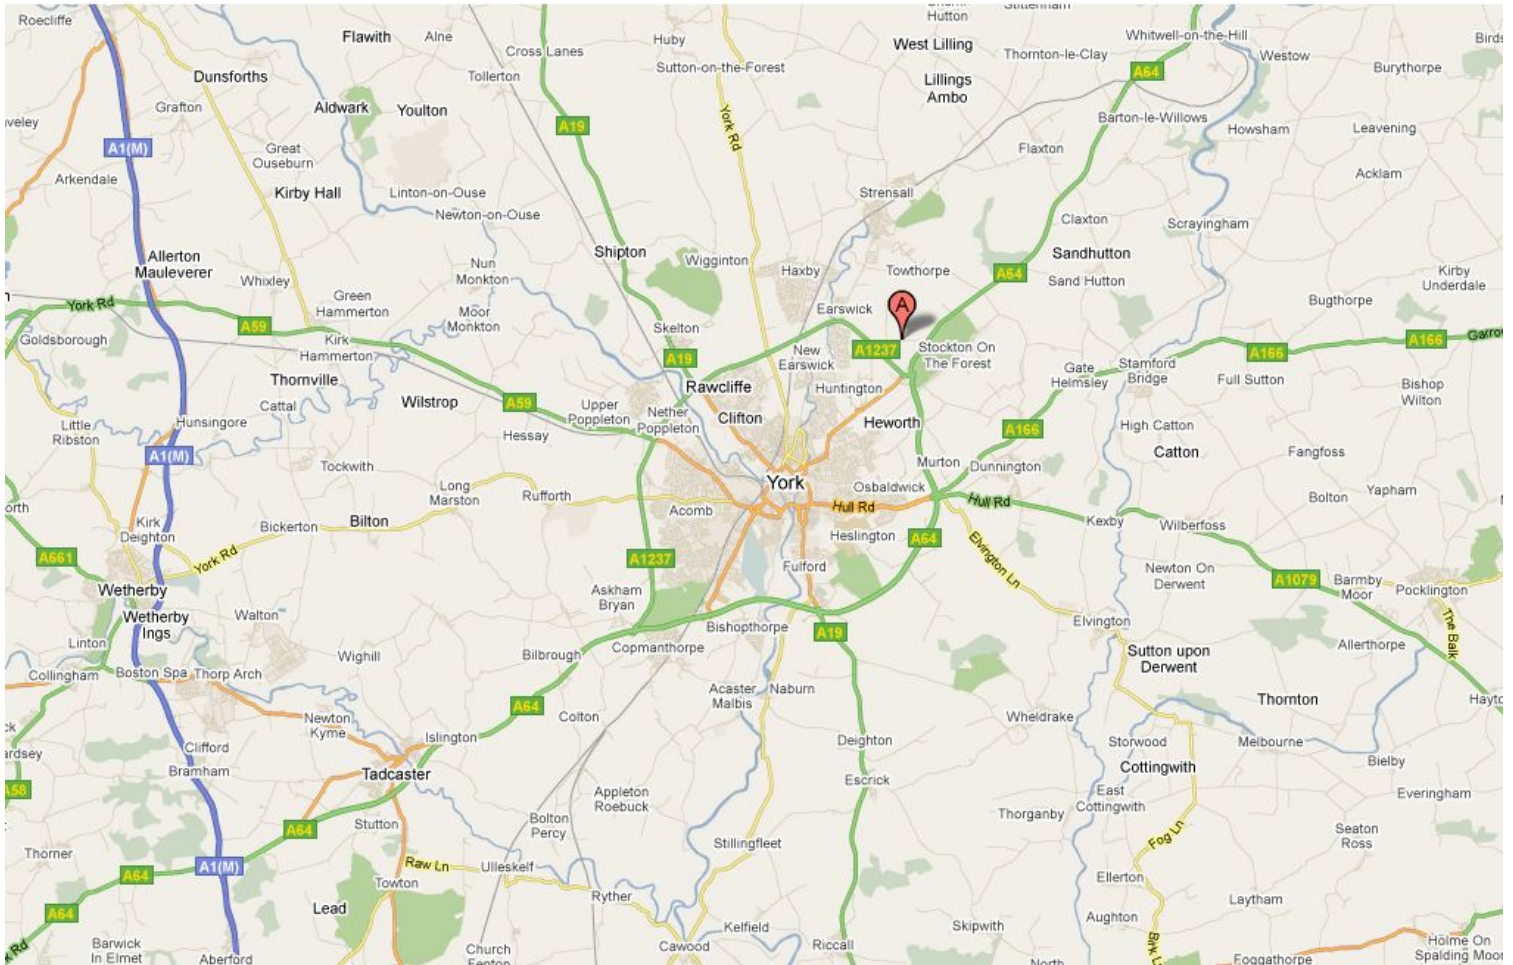 Roecliffe
Flawith
Alne
Cross Lanes
Huby
Hutton
West Lilling
Whitwell-on-the-Hill
Westow
Thornton-le-Clay
Sutton-on-the-Forest
Burythorpe
Dunsforths
Tollerton
Lillings
Ambo
A64
Grafton
Aldwark
Youlton
A19
York Rd
Barton-le-Willows
Howsham
Leavening
A1(M)
Great
Ouseburn
Flaxton
Arkendale
Kirby Hall
Linton-on-Ouse
Strensall
Acklam
Newton-on-Ouse
Claxton
Scrayingham
Allerton
Mauleverer
Shipton
Wigginton
Sandhutton
Nun
Monkton
Haxby
Towthorpe
A64
Sand Hutton
Kirby
Underdale
Whixley
Green
Hammerton
York Rd
Moor
Monkton
Earswick
A
Bugthorpe
A59
Skelton
Goldsborough
Kirk
Hammerton
A19
New
Earswick
A1237
Stockton On
The Forest
A166
A166
Gate
Helmsley
Stamford
Bridge
Full Sutton
Bishop
Wilton
Thornville
Rawcliffe
Huntington
Cattal
Wilstrop
A59
Upper
Poppleton
Nether
Poppleton
Clifton
Heworth
Little
Ribston
Hunsingore
Hessay
A166
High Catton
Catton
Fangfoss
A1(M)
Tockwith
Murton
Dunnington
York
Osbaldwick
Long
Marston
Rufforth
Acomb
Hull Rd
Hull Rd
Bolton
Yapham
Kirk
Deighton
Bickerton
Bilton
Kexby
Wilberfoss
Heslington
A64
A661
York Rd
A1237
Fulford
Elvington Ln
Newton On
Derwent
A1079
Barmby
Moor
Pocklington
Wetherby
Askham
Bryan
Wetherby
Ings
Walton
Bishopthorpe
A19
Elvington
The Balk
Linton
Wighill
Bilbrough
Copmanthorpe
Sutton upon
Derwent
Allerthorpe
Collingham
Boston Spa
Thorp Arch
Acaster
Malbis
Naburn
A64
Colton
Thornton
Newton
Kyme
Wheldrake
Clifford
Islington
Deighton
Storwood
Melbourne
Bramham
Tadcaster
Escrick
Cottingwith
Bielby
Appleton
Roebuck
East
Cottingwith
Everingham
A64
Stutton
Bolton
Percy
Thorganby
Seaton
Ross
Thorner
Stillingfleet
Fog Ln
A1(M)
A64
Raw Ln
Ulleskelf
Towton
Ryther
Ellerton
Laytham
A64
Lead
Kelfield
Skipwith
Aughton
Barwick
In Elmet
Aberford
Church
Cawood
Riccall
North
Foggathorpe
Holme On
Spalding Moor